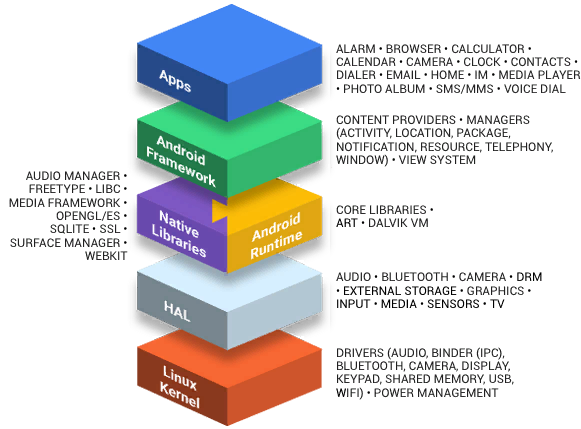 Apps
ALARM • BROWSER • CALCULATOR •
CALENDAR • CAMERA • CLOCK • CONTACTS •
DIALER • EMAIL • HOME • IM • MEDIA PLAYER
• PHOTO ALBUM • SMS/MMS • VOICE DIAL
Android
Framework
CONTENT PROVIDERS • MANAGERS
(ACTIVITY, LOCATION, PACKAGE,
NOTIFICATION, RESOURCE, TELEPHONY,
WINDOW) • VIEW SYSTEM
AUDIO MANAGER •
FREETYPE • LIBC •
MEDIA FRAMEWORK •
OPENGL/ES •
SQLITE • SSL •
SURFACE MANAGER •
WEBKIT
Native
Libraries
Android
Runtime
CORE LIBRARIES •
ART • DALVIK VM
HAL
AUDIO • BLUETOOTH • CAMERA • DRM
• EXTERNAL STORAGE • GRAPHICS •
INPUT • MEDIA • SENSORS • TV
Linux
Kernel
DRIVERS (AUDIO, BINDER (IPC),
BLUETOOTH, CAMERA, DISPLAY,
KEYPAD, SHARED MEMORY, USB,
WIFI) • POWER MANAGEMENT